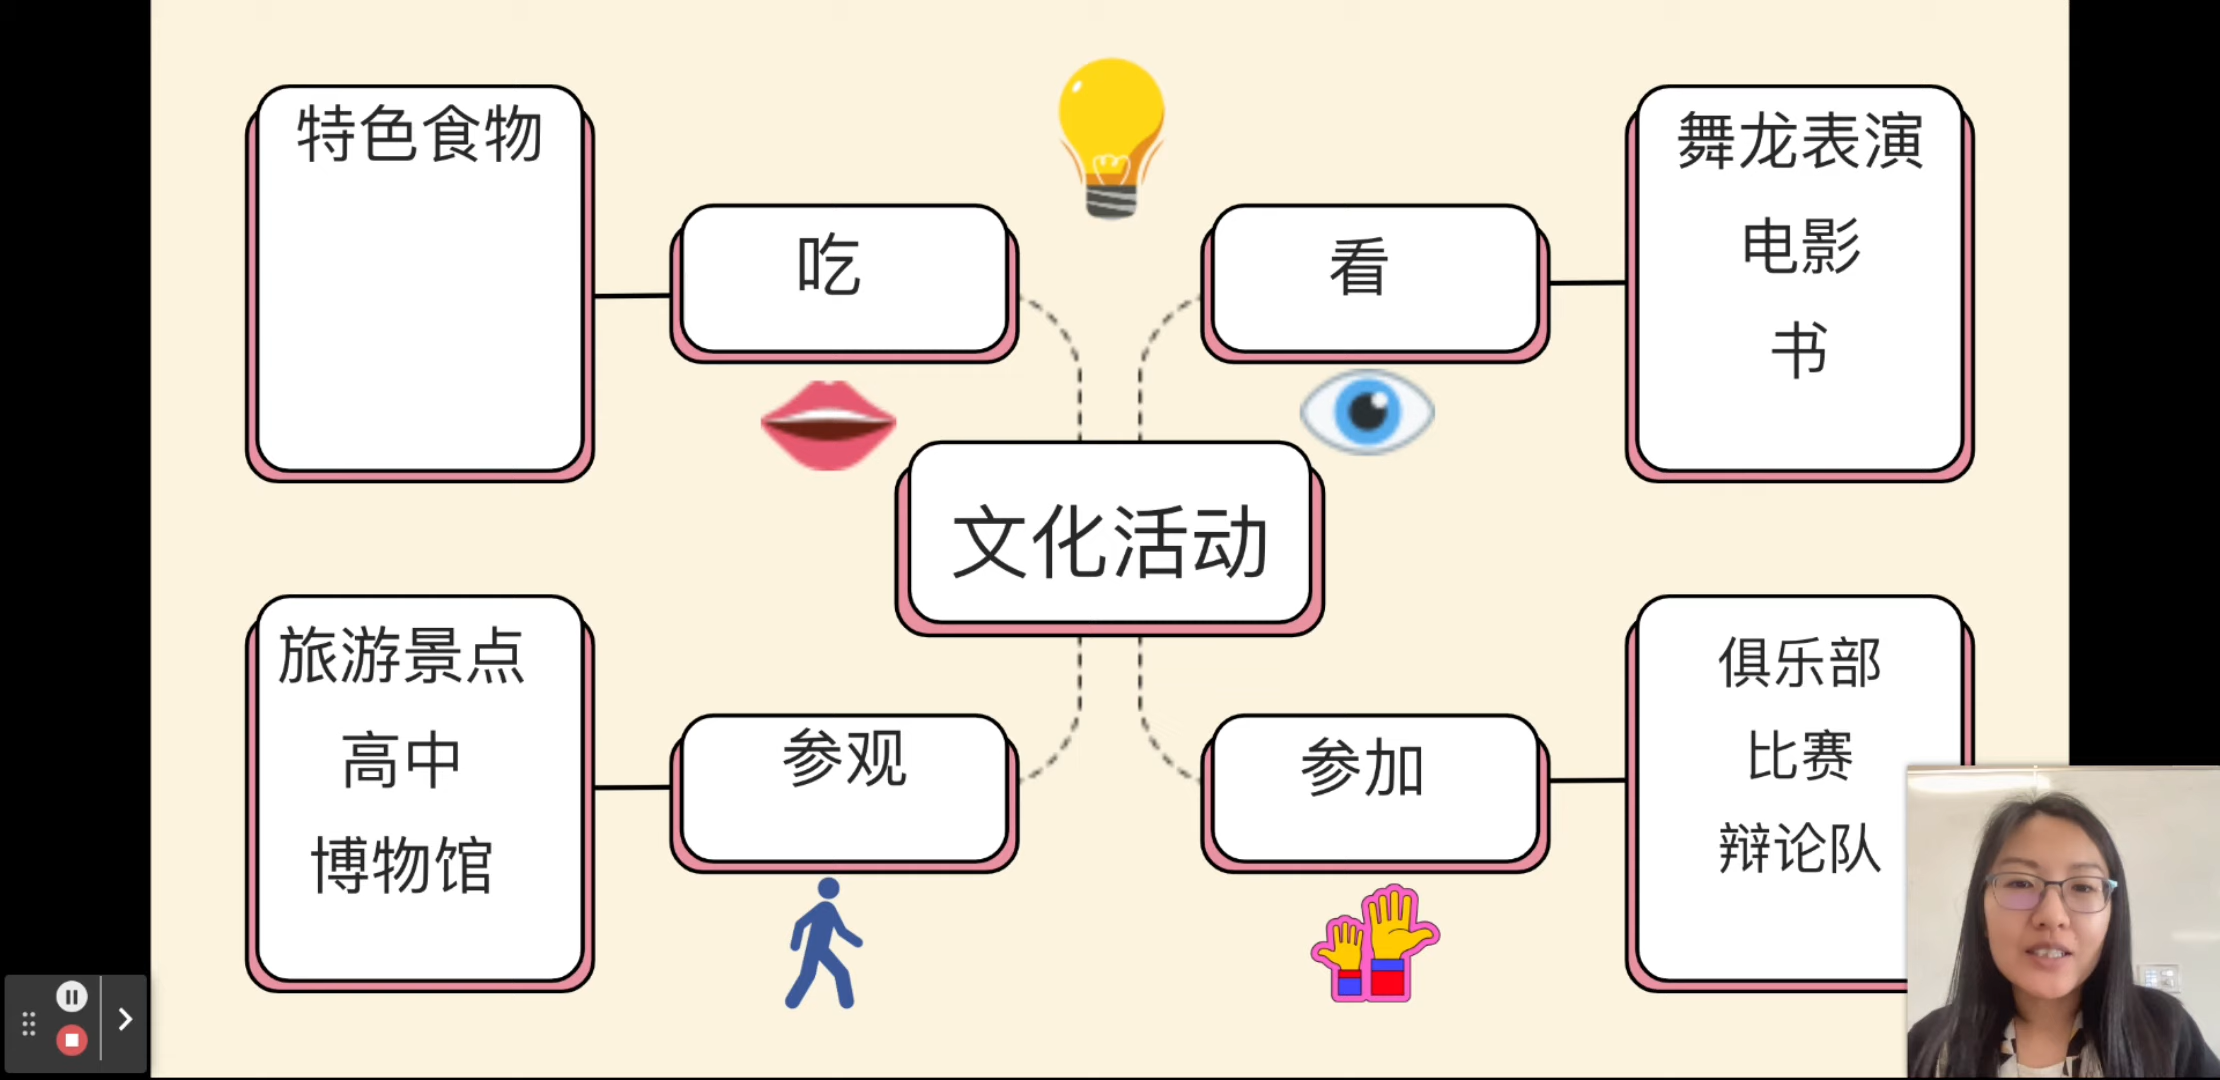 特色食物
吃
看
舞龙表演
电影
书
文化活动
旅游景点
高中
博物馆
参观
参加
俱乐部
比赛
辩论队